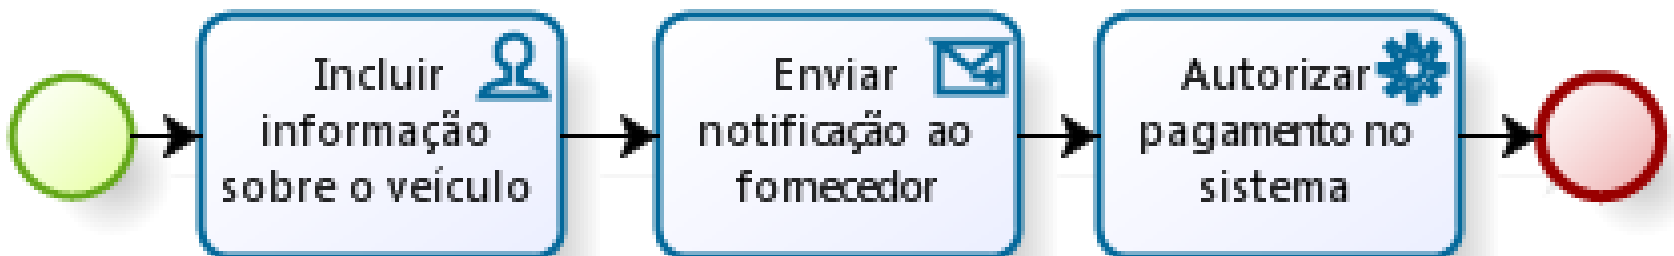 Incluir
informação
sobre o veículo
Enviar
notificação ao
fornecedor
Autorizar
pagamento no
sistema